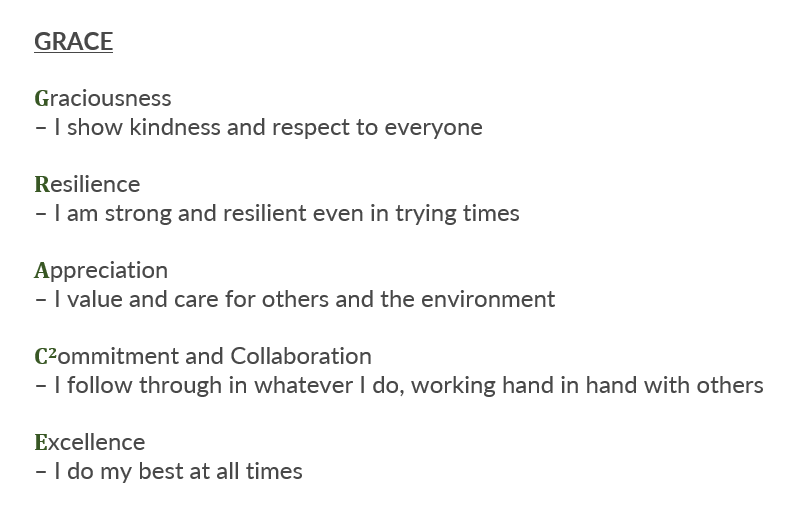 GRACE
Graciousness
– I show kindness and respect to everyone
Resilience
– I am strong and resilient even in trying times
Appreciation
– I value and care for others and the environment
C²ommitment and Collaboration
– I follow through in whatever I do, working hand in hand with others
Excellence
– I do my best at all times